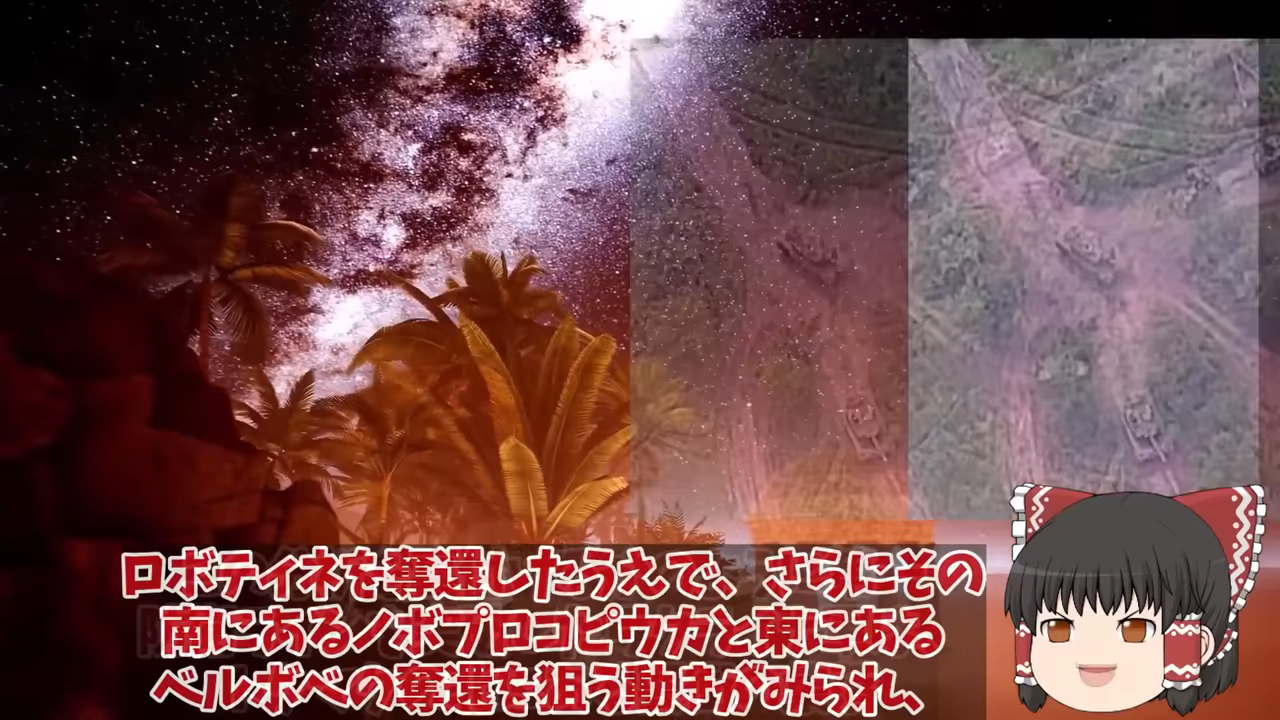 ロボティネを奪還したうえで、さらにその
南にあるノボプロコピウカと東にある
ベルボベの奪還を狙う動きがみられ、